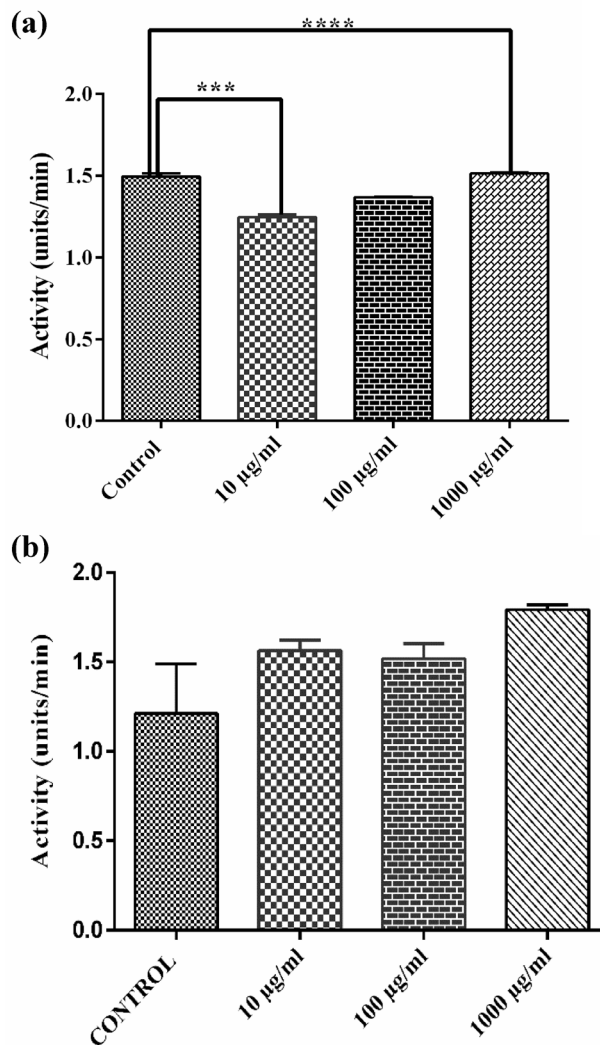 (a)
****
***
2.0
1.5
1.0
0.5
0.0
Activity (units/min)
Control
10 µg/ml
100 µg/ml
1000 µg/ml
(b)
2.0
1.5
1.0
0.5
0.0
Activity (units/min)
CONTROL
10 µg/ml
100 µg/ml
1000 µg/ml